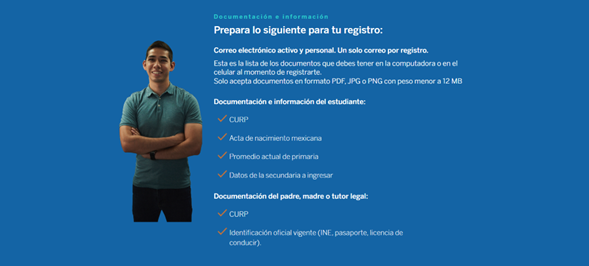 Documentación e información
Prepara lo siguiente para tu registro:
Correo electrónico activo y personal. Un solo correo por registro.
Esta es la lista de los documentos que debes tener en la computadora o en el
celular al momento de registrarte.
Solo acepta documentos en formato PDF, JPG o PNG con peso menor a 12 MB
Documentación e información del estudiante:
CURP
Acta de nacimiento mexicana
Promedio actual de primaria
Datos de la secundaria a ingresar
Documentación del padre, madre o tutor legal:
CURP
Identificación oficial vigente (INE, pasaporte, licencia de
conducir).